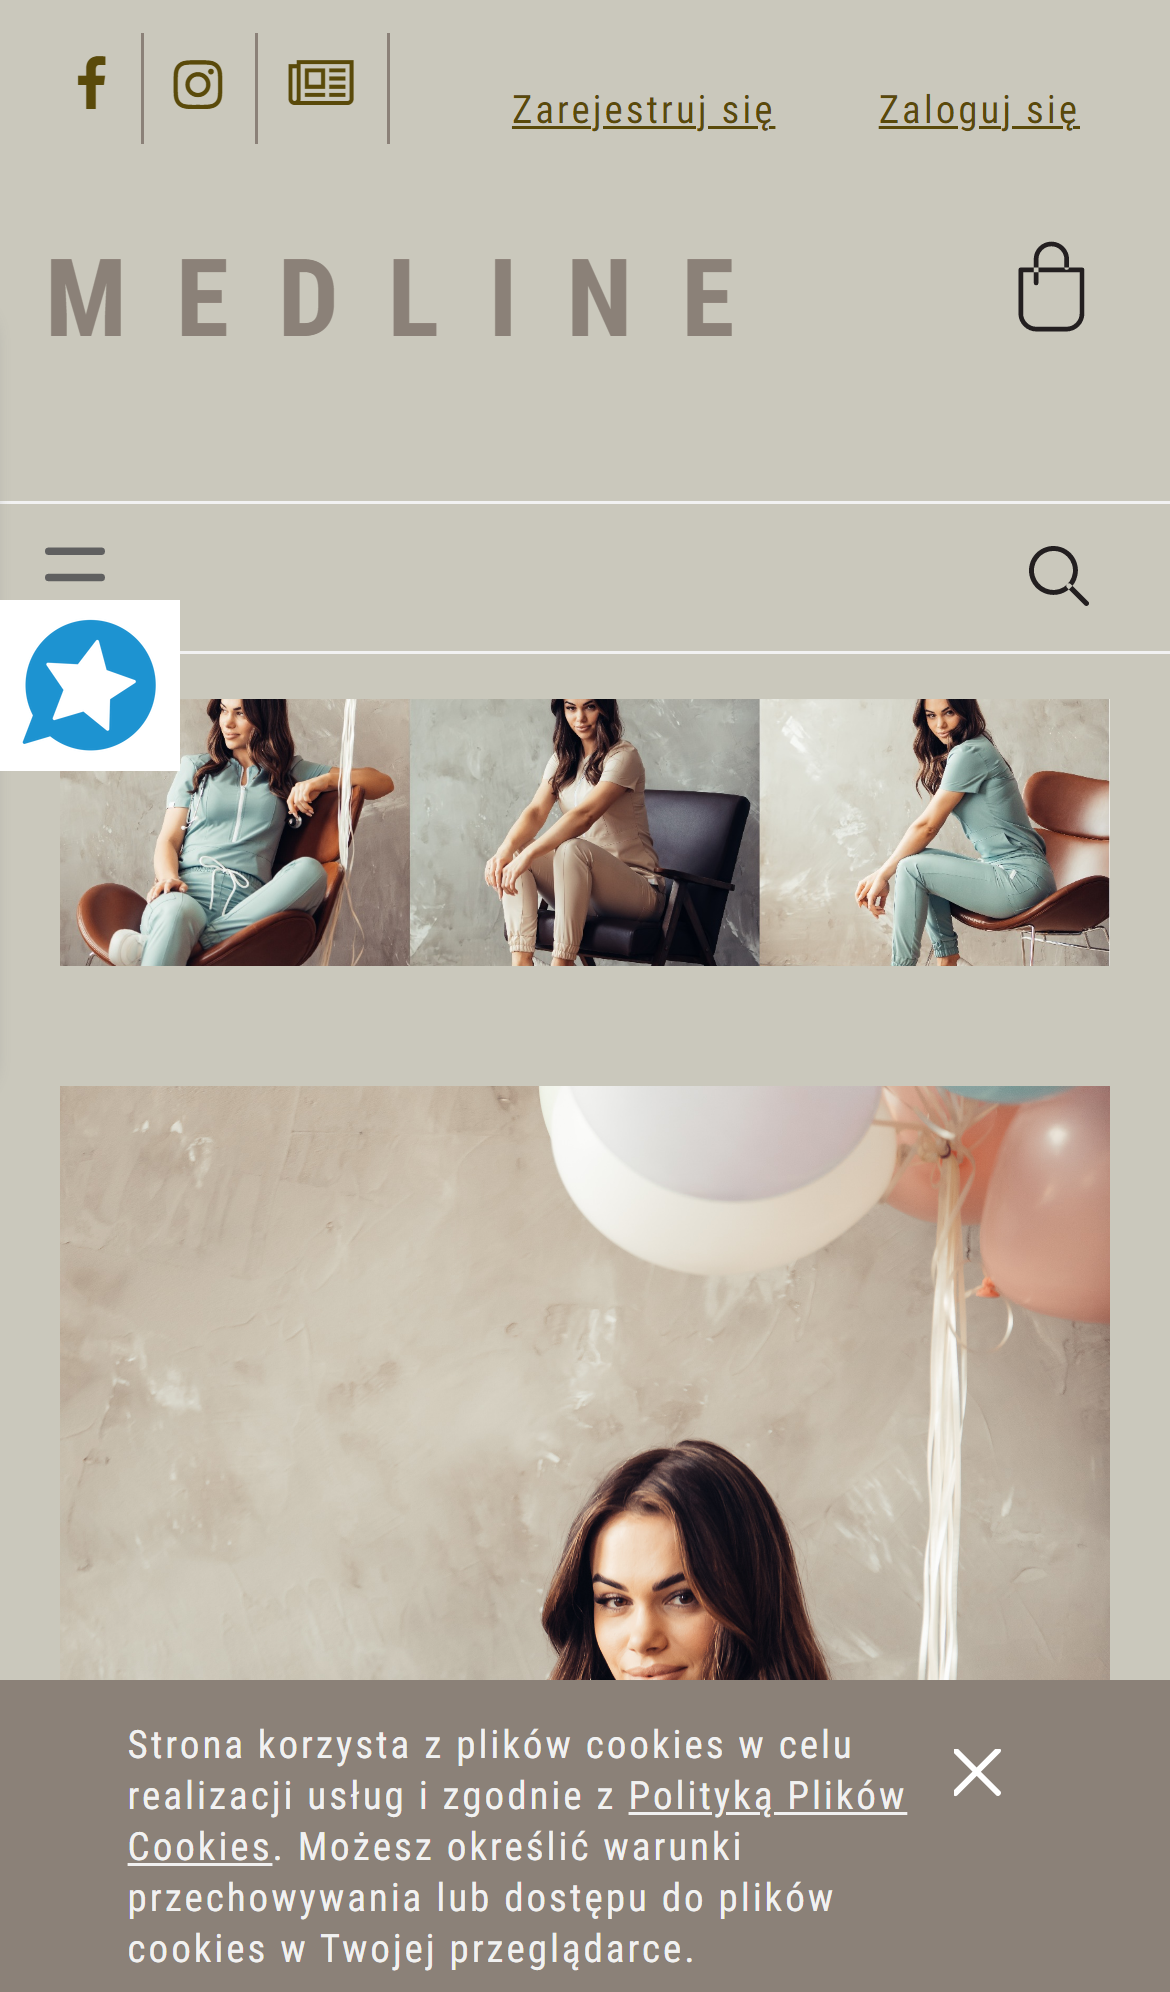 Zarejestruj się
Zaloguj się
MEDLINE
Strona korzysta z plików cookies w celu
realizacji usług i zgodnie z Polityką Plików
Cookies. Możesz określić warunki
przechowywania lub dostępu do plików
cookies w Twojej przeglądarce.